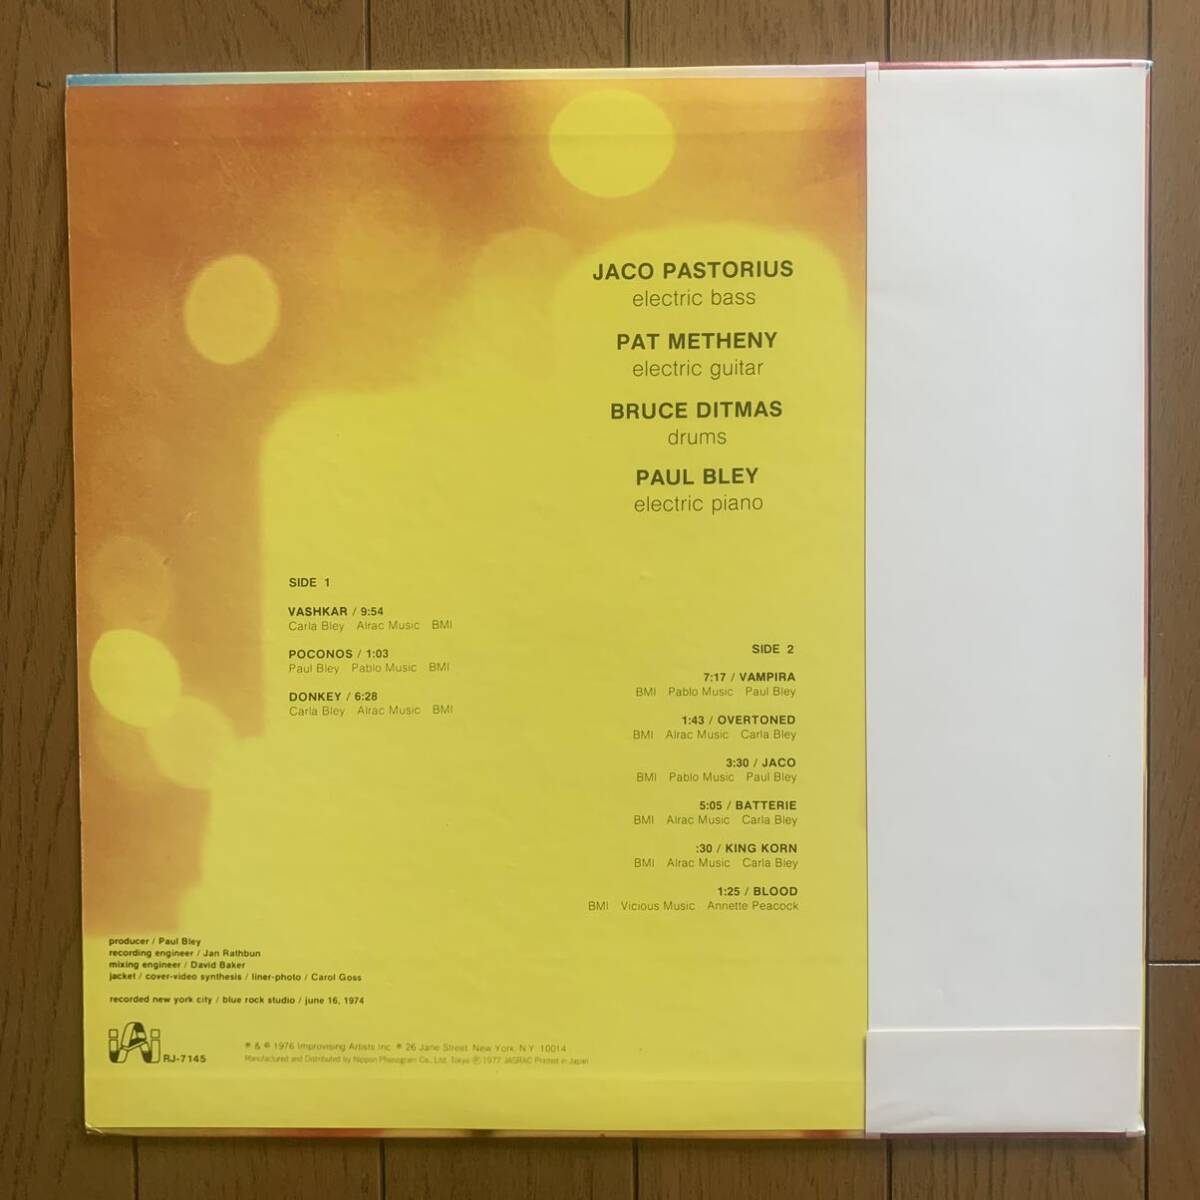 JACO PASTORIUS
electric bass
PAT METHENY
electric guitar
BRUCE DITMAS
drums
PAUL BLEY
electric piano
SIDE 1
VASHKAR / 9:54
Carla Bley Alrac Music BMI
POCONOS / 1:03
Paul Bley Pablo Music BMI
DONKEY / 6:28
Carla Bley Alrac Music BMI
SIDE 2
7:17 / VAMPIRA
BMI Pablo Music Paul Bley
1:43 / OVERTONED
BMI Alrac Music Carla Bley
3:30 / JACO
BMI Pablo Music Paul Bley
5:05 / BATTERIE
BMI Alrac Music Carla Bley
:30 / KING KORN
BMI Alrac Music Carla Bley
1:25 / BLOOD
BMI Vicious Music Annette Peacock
producer / Paul Bley
recording engineer / Jan Rathbun
mixing engineer / David Baker
jacket / cover-video synthesis / liner-photo / Carol Goss
recorded new york city / blue rock studio / june 16, 1974
iAi RJ-7145
℗ & © 1976 Improvising Artists Inc. ® 26 Jane Street New York, N.Y. 10014
Manufactured and Distributed by Nippon Phonogram Co., Ltd. Tokyo ℗ 1977 JASRAC Printed in Japan